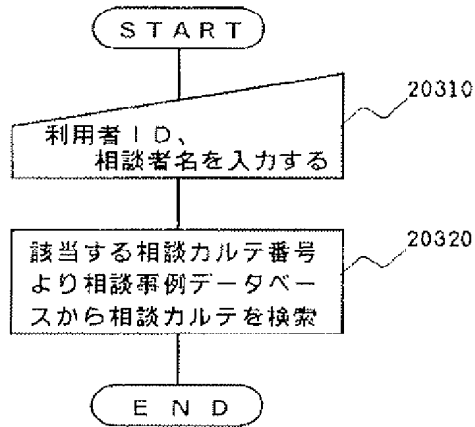 START
20310
利用者ID、
相談者名を入力する
20320
該当する相談カルテ番号
より相談事例データベー
スから相談カルテを検索
END